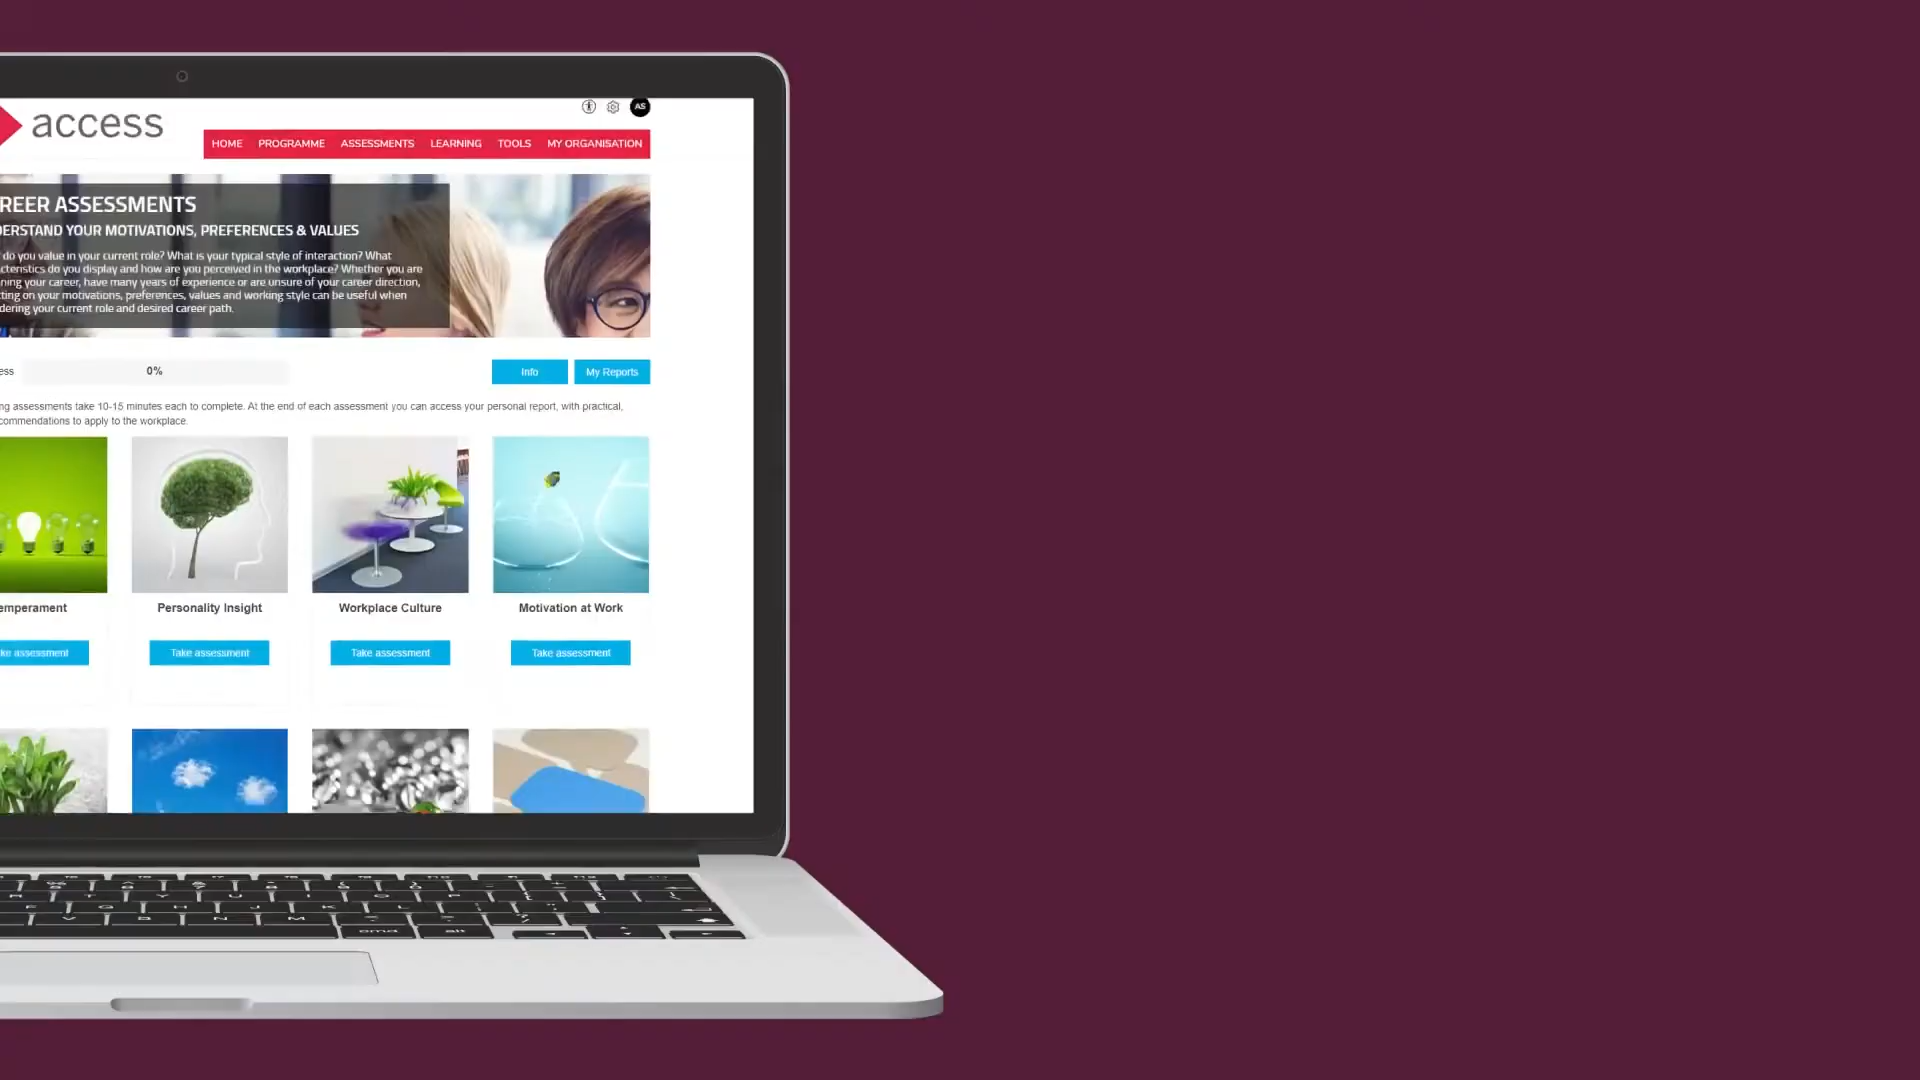 access
AS
HOME PROGRAMME ASSESSMENTS LEARNING TOOLS MY ORGANISATION
REER ASSESSMENTS
DERSTAND YOUR MOTIVATIONS, PREFERENCES & VALUES
do you value in your current role? What is your typical style of interaction? What
cteristics do you display and how are you perceived in the workplace? Whether you are
ning your career, have many years of experience or are unsure of your career direction,
ting on your motivations, preferences, values and working style can be useful when
dering your current role and desired career path.
ess 0% Info My Reports
ng assessments take 10-15 minutes each to complete. At the end of each assessment you can access your personal report, with practical,
commendations to apply to the workplace.
emperament Personality Insight Workplace Culture Motivation at Work
ke assessment Take assessment Take assessment Take assessment
T Y U I O P
F G H J K L
V B N M
cmd alt